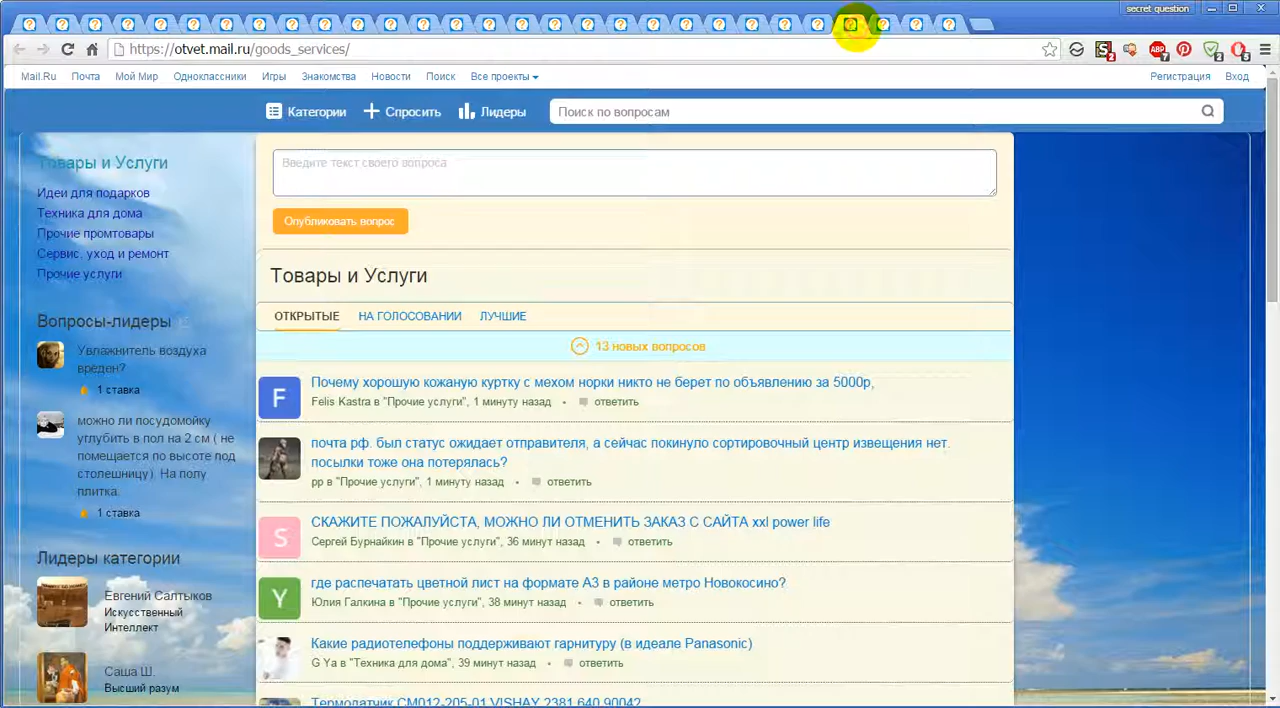 secret question
https://otvet.mail.ru/goods_services/
Mail.Ru Почта Мой Мир Одноклассники Игры Знакомства Новости Поиск Все проекты Регистрация Вход
Категории Спросить Лидеры Поиск по вопросам
Товары и Услуги
Идеи для подарков
Техника для дома
Прочие промтовары
Сервис, уход и ремонт
Прочие услуги
Вопросы-лидеры
Увлажнитель воздуха
вреден?
1 ставка
можно ли посудомойку
углубить в пол на 2 см ( не
помещается по высоте под
столешницу). На полу
плитка.
1 ставка
Лидеры категории
Евгений Салтыков
Искусственный
Интеллект
Саша Ш.
Высший разум
Введите текст своего вопроса
Опубликовать вопрос
Товары и Услуги
ОТКРЫТЫЕ НА ГОЛОСОВАНИИ ЛУЧШИЕ
13 новых вопросов
F
Почему хорошую кожаную куртку с мехом норки никто не берет по объявлению за 5000р,
Felis Kastra в "Прочие услуги", 1 минуту назад • ответить
почта рф. был статус ожидает отправителя, а сейчас покинуло сортировочный центр извещения нет.
посылки тоже она потерялась?
pp в "Прочие услуги", 1 минуту назад • ответить
S
СКАЖИТЕ ПОЖАЛУЙСТА, МОЖНО ЛИ ОТМЕНИТЬ ЗАКАЗ С САЙТА xxl power life
Сергей Бурнайкин в "Прочие услуги", 36 минут назад • ответить
Y
где распечатать цветной лист на формате А3 в районе метро Новокосино?
Юлия Галкина в "Прочие услуги", 38 минут назад • ответить
Какие радиотелефоны поддерживают гарнитуру (в идеале Panasonic)
G Ya в "Техника для дома", 39 минут назад • ответить
Термодатчик СМ012-205-01 VISHAY 2381 640 90042